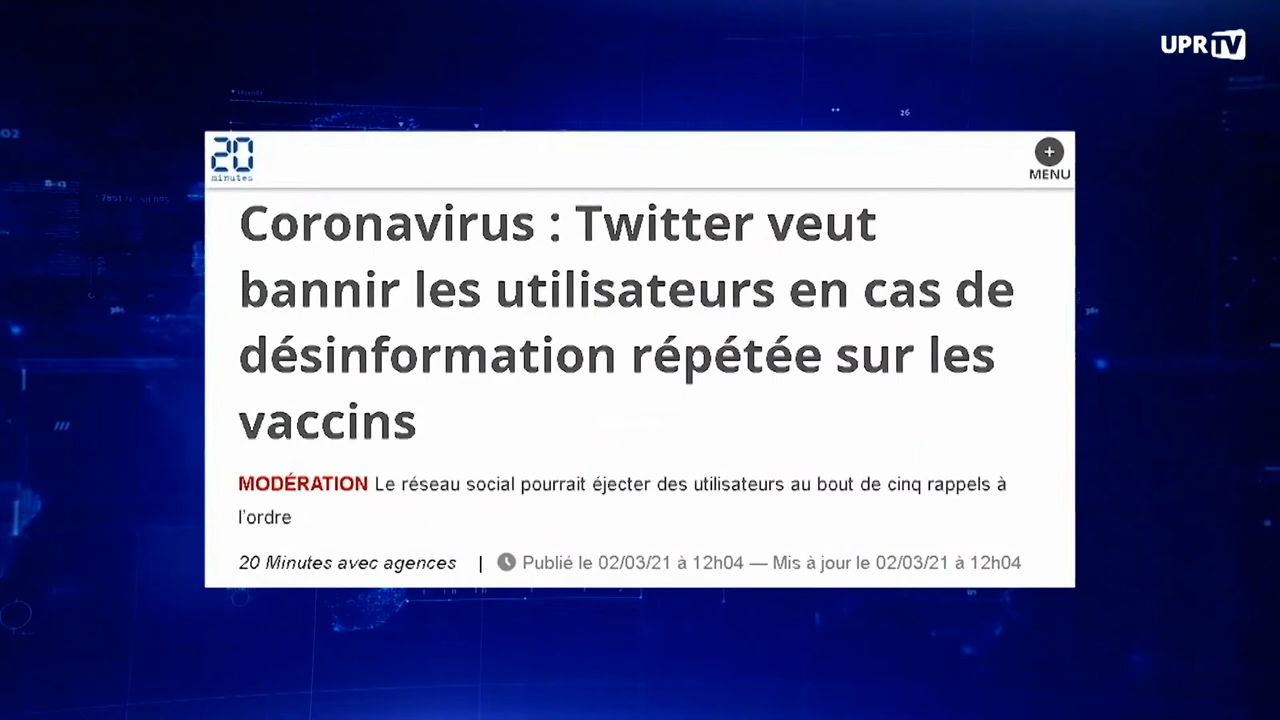 UPR TV
26
20
minutes
MENU
Coronavirus : Twitter veut
bannir les utilisateurs en cas de
désinformation répétée sur les
vaccins
MODÉRATION Le réseau social pourrait éjecter des utilisateurs au bout de cinq rappels à
l'ordre
20 Minutes avec agences | Publié le 02/03/21 à 12h04 — Mis à jour le 02/03/21 à 12h04